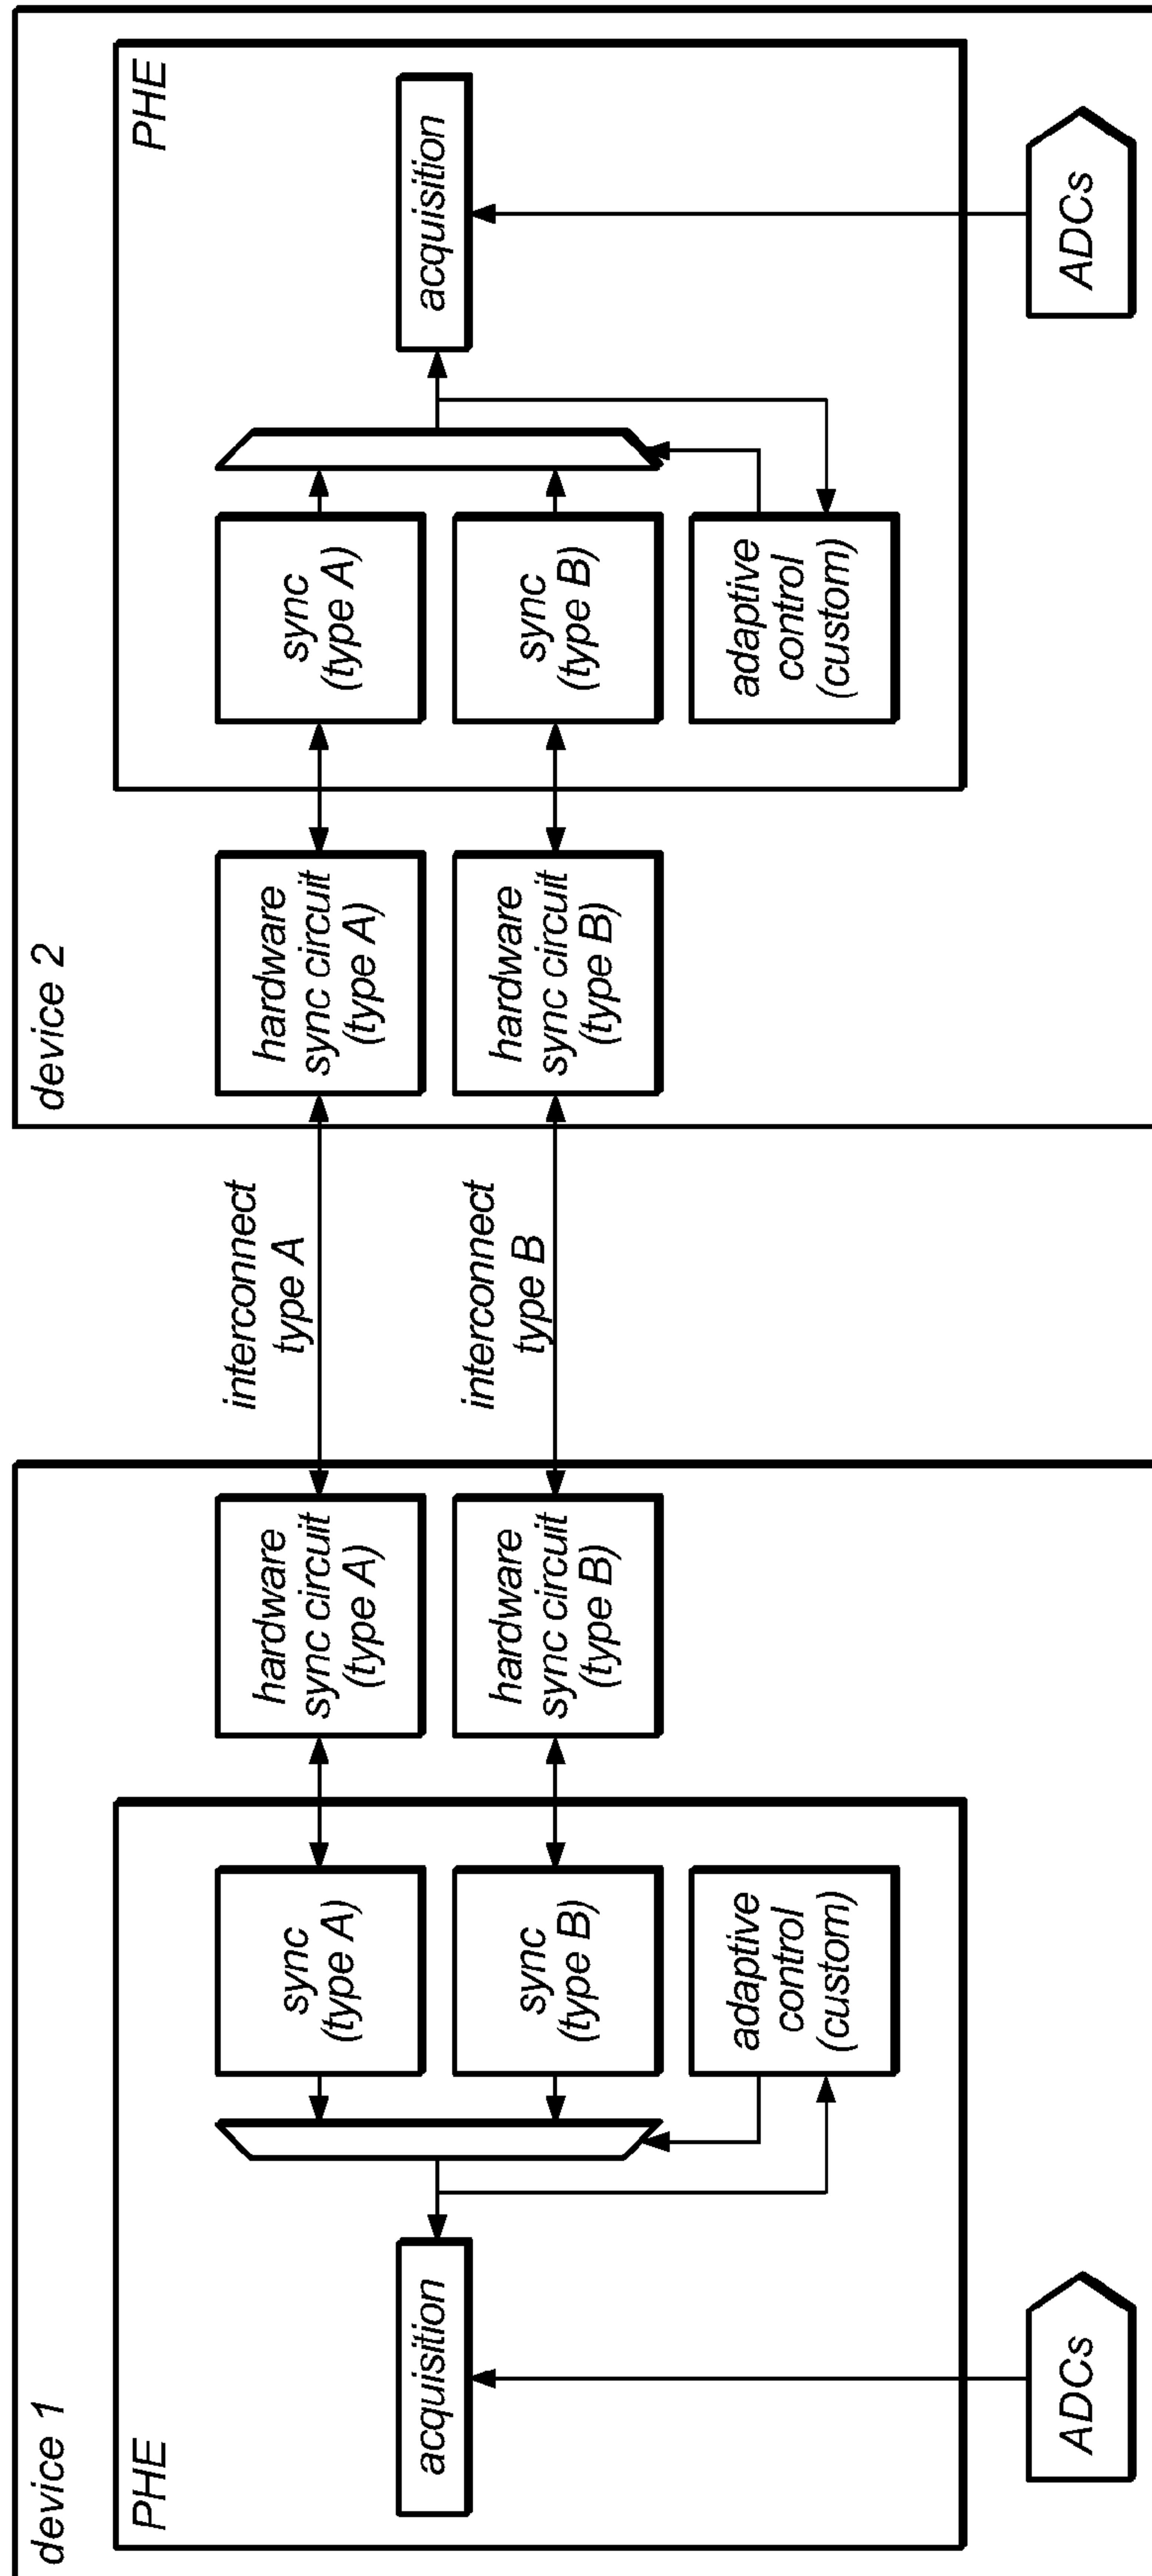 device 1
PHE
acquisition
sync
(type A)
sync
(type B)
adaptive
control
(custom)
hardware
sync circuit
(type A)
hardware
sync circuit
(type B)
ADCs
interconnect
type A
interconnect
type B
device 2
hardware
sync circuit
(type A)
hardware
sync circuit
(type B)
PHE
sync
(type A)
sync
(type B)
adaptive
control
(custom)
acquisition
ADCs